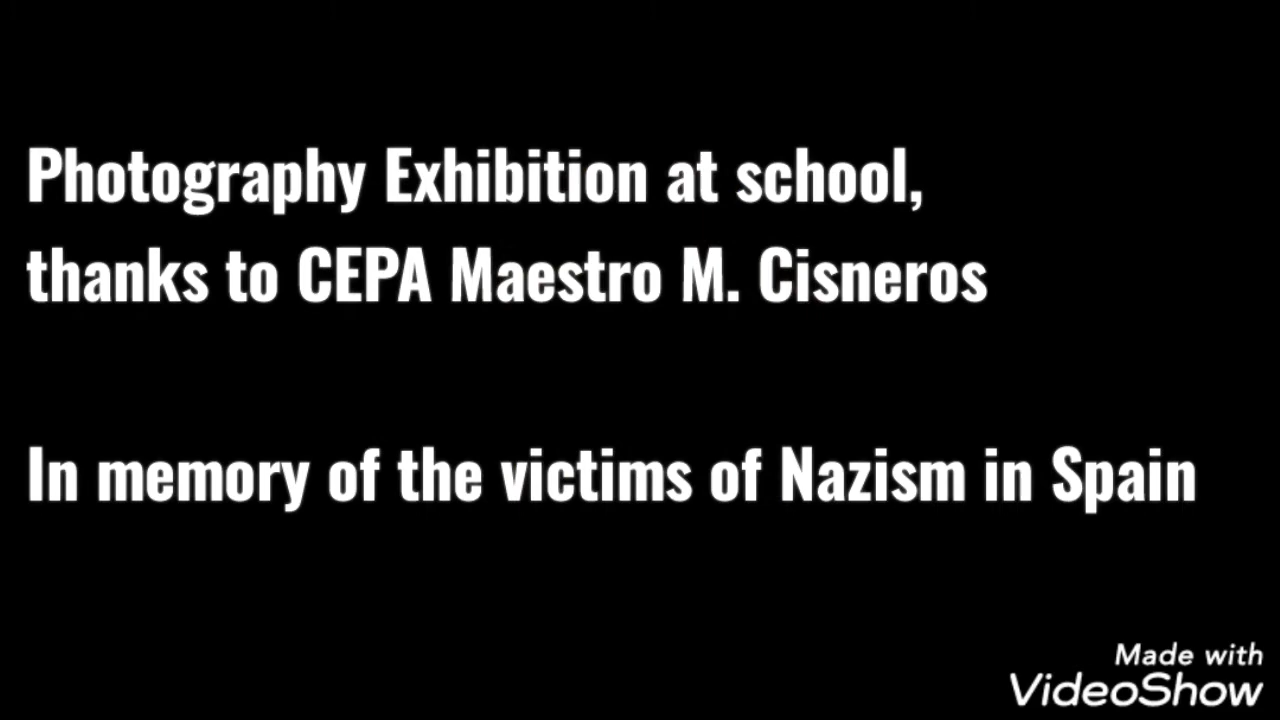 Photography Exhibition at school,
thanks to CEPA Maestro M. Cisneros
In memory of the victims of Nazism in Spain
Made with
VideoShow